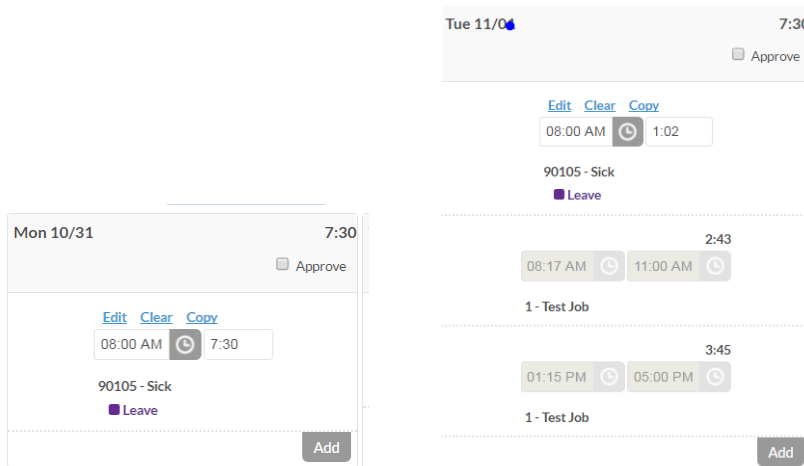 Mon 10/31 7:30
Approve
Edit Clear Copy
08:00 AM 7:30
90105 - Sick
Leave
Add
Tue 11/01 7:30
Approve
Edit Clear Copy
08:00 AM 1:02
90105 - Sick
Leave
2:43
08:17 AM 11:00 AM
1 - Test Job
3:45
01:15 PM 05:00 PM
1 - Test Job
Add